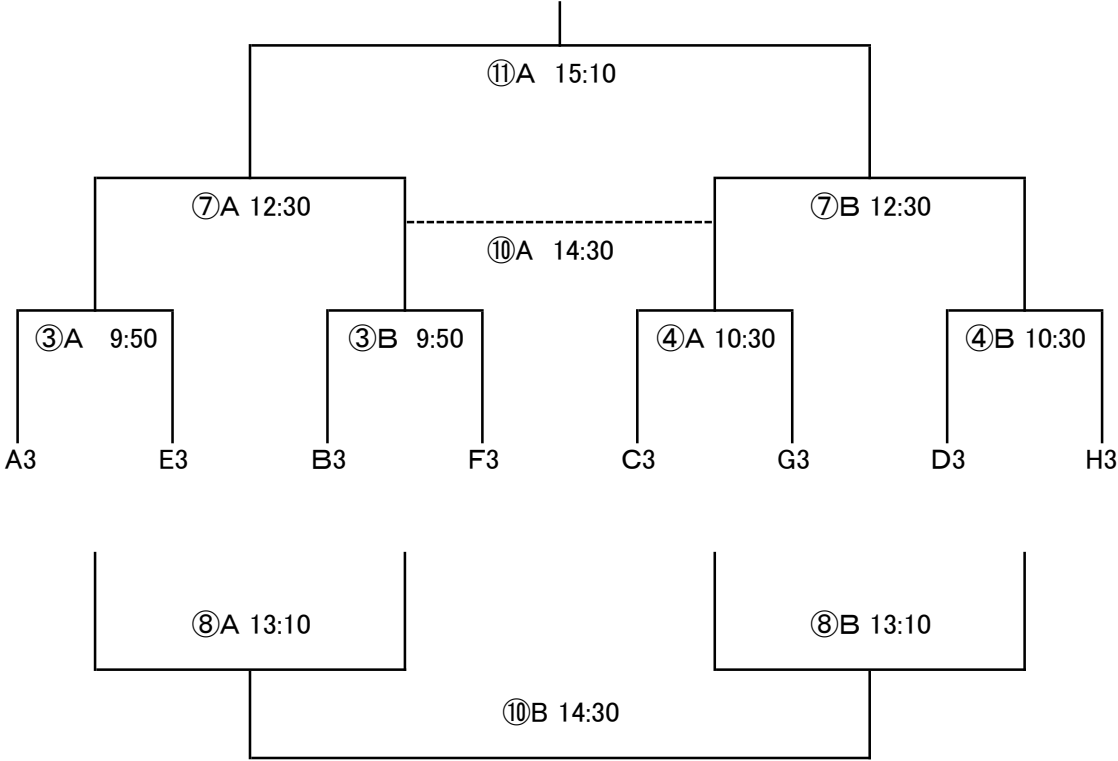 ⑪A 15:10
⑦A 12:30 ⑦B 12:30
⑩A 14:30
③A 9:50 ③B 9:50 ④A 10:30 ④B 10:30
A3 E3 B3 F3 C3 G3 D3 H3
⑧A 13:10 ⑧B 13:10
⑩B 14:30